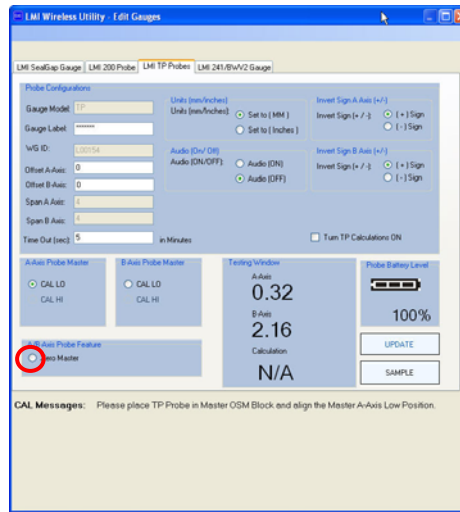 LMI Wireless Utility - Edit Gauges
LMI SealGap Gauge LMI 200 Probe LMI TP Probes LMI 241/BWV2 Gauge
Probe Configurations
Gauge Model: TP
Gauge Label: *******
WG ID: L00154
Offset A-Axis: 0
Offset B-Axis: 0
Span A Axis: 4
Span B Axis: 4
Time Out (sec): 5 in Minutes
Units (mm/Inches)
Units (mm/Inches): Set to ( MM )
Set to ( Inches )
Audio (On/ Off)
Audio (ON/OFF): Audio (ON)
Audio (OFF)
Invert Sign A Axis (+/-)
Invert Sign (+ / -): ( + ) Sign
( - ) Sign
Invert Sign B Axis (+/-)
Invert Sign (+ / -): ( + ) Sign
( - ) Sign
Turn TP Calculations ON
A-Axis Probe Master
CAL LO
CAL HI
B-Axis Probe Master
CAL LO
CAL HI
A/B-Axis Probe Feature
Zero Master
Testing Window
A-Axis
0.32
B-Axis
2.16
Calculation
N/A
Probe Battery Level
100%
UPDATE
SAMPLE
CAL Messages: Please place TP Probe in Master OSM Block and align the Master A-Axis Low Position.